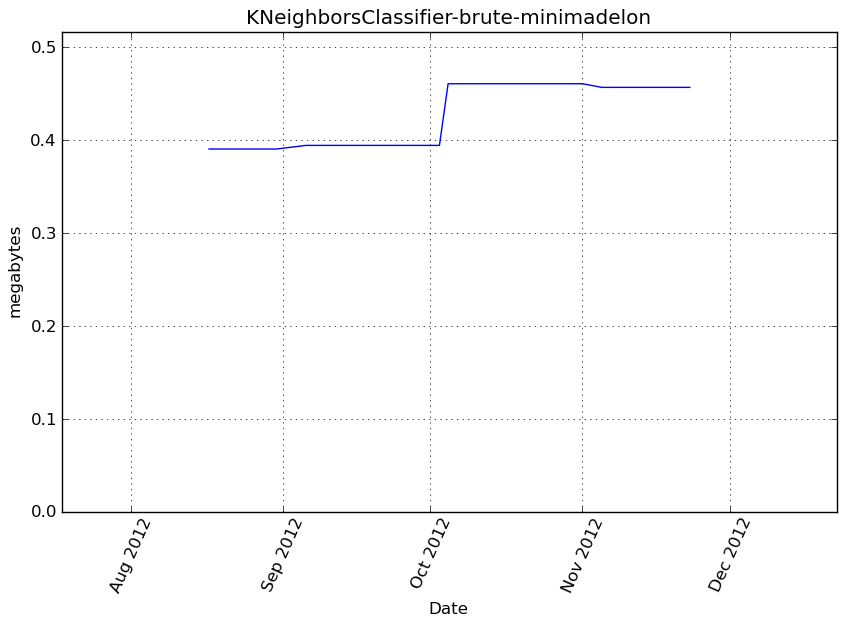 KNeighborsClassifier-brute-minimadelon
0.5
0.4
0.3
0.2
0.1
0.0
megabytes
Aug 2012
Sep 2012
Oct 2012
Nov 2012
Dec 2012
Date